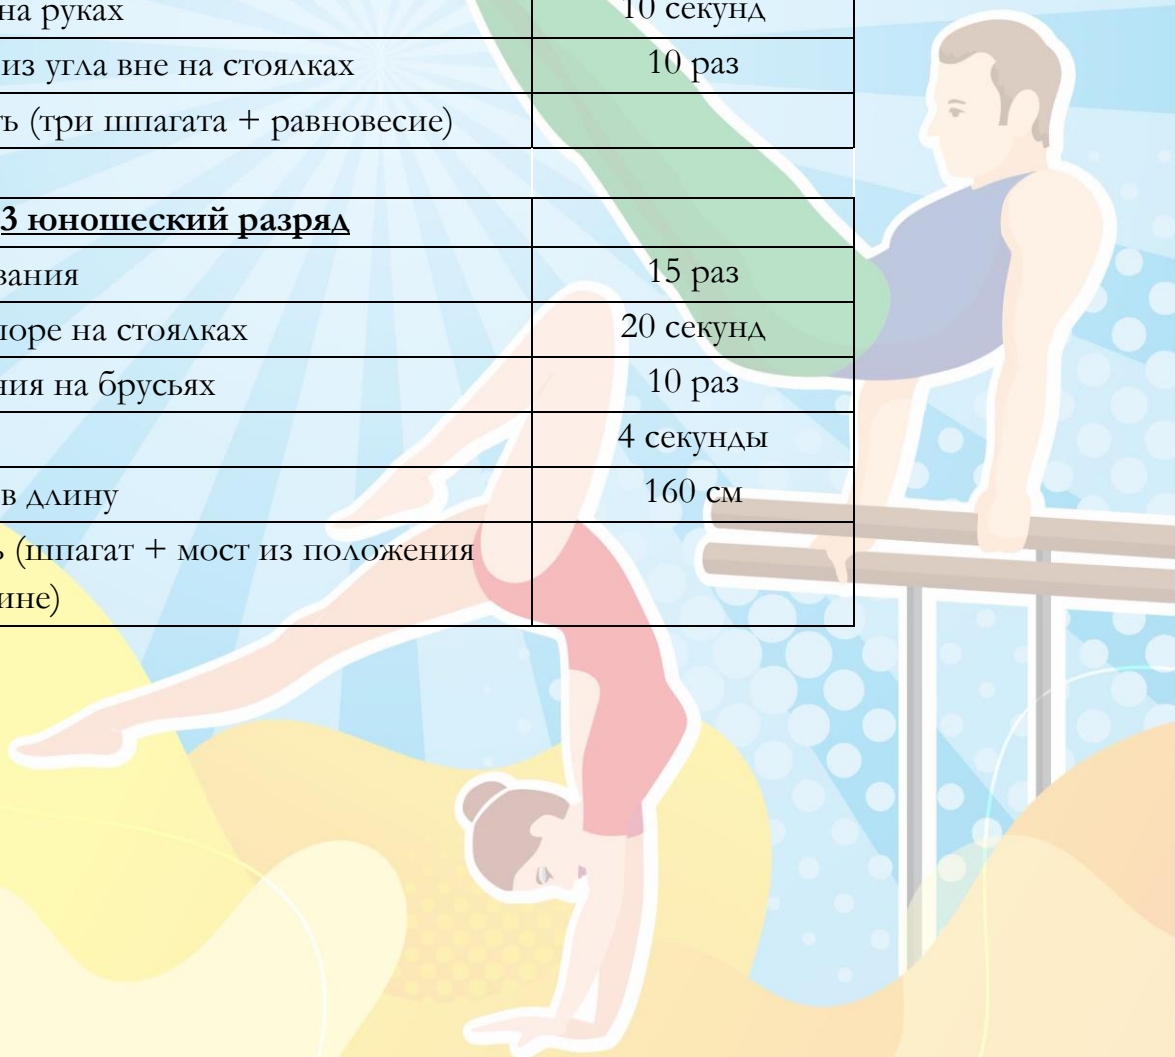 на руках 10 секунд
из угла вне на стоялках 10 раз
ть (три шпагата + равновесие)
3 юношеский разряд
вания 15 раз
поре на стоялках 20 секунд
ния на брусьях 10 раз
4 секунды
в длину 160 см
ь (шпагат + мост из положения
ине)